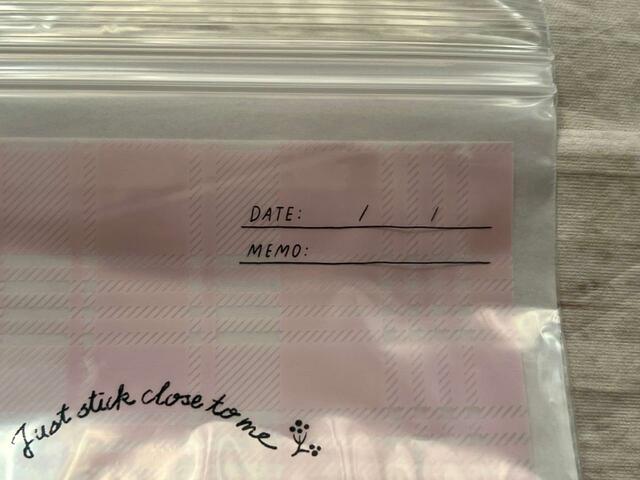 DATE: / /
MEMO:
Just stick close to me